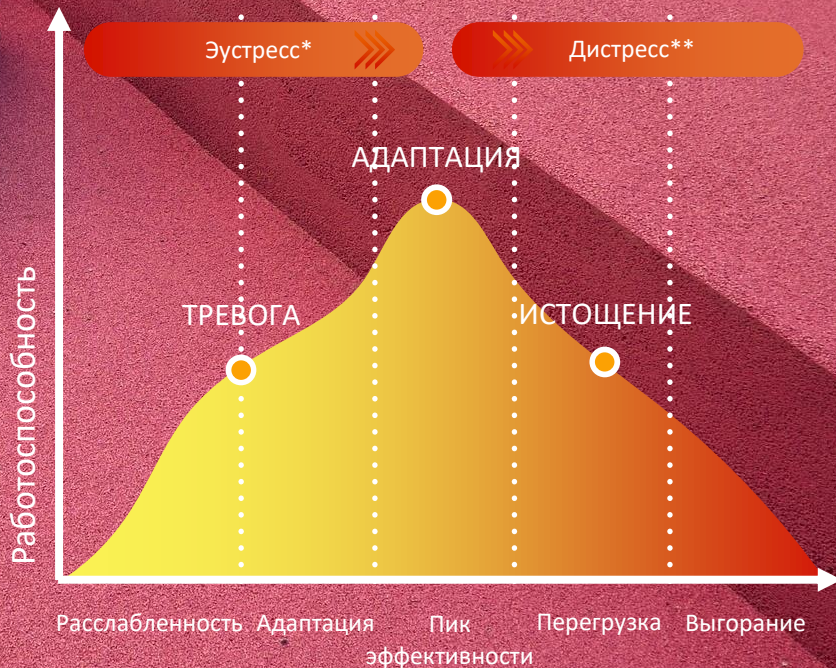 Эустресс*
Дистресс**
АДАПТАЦИЯ
ТРЕВОГА
ИСТОЩЕНИЕ
Работоспособность
Расслабленность
Адаптация
Пик
эффективности
Перегрузка
Выгорание